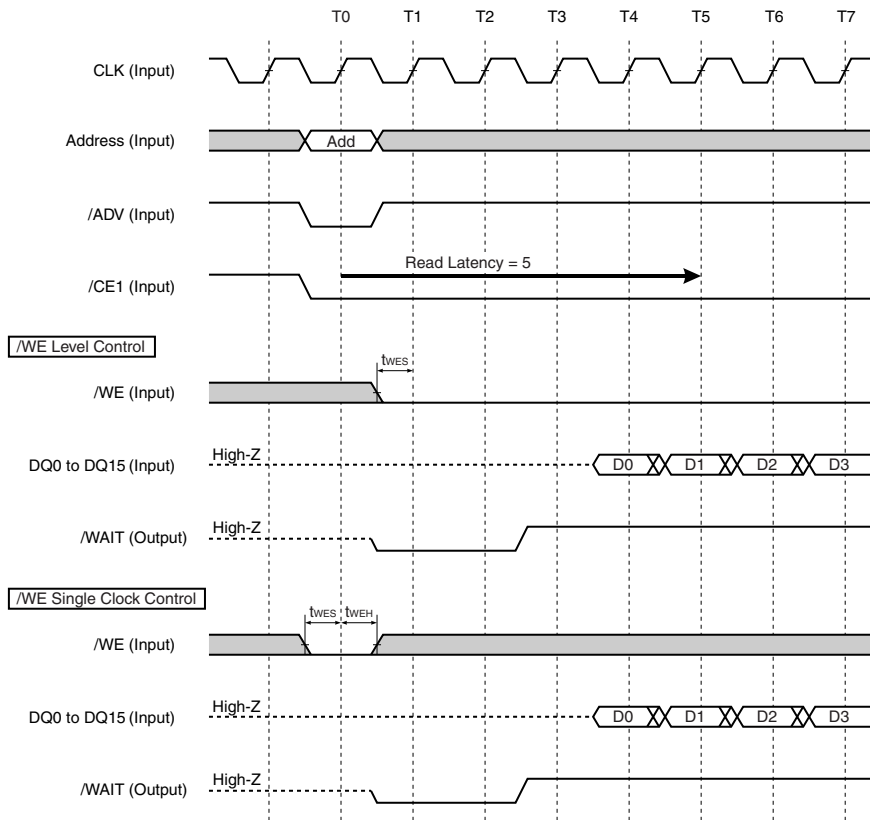 T0 T1 T2 T3 T4 T5 T6 T7
CLK (Input)
Address (Input) Add
/ADV (Input)
Read Latency = 5
/CE1 (Input)
/WE Level Control
tWES
/WE (Input)
DQ0 to DQ15 (Input) High-Z D0 D1 D2 D3
/WAIT (Output) High-Z
/WE Single Clock Control
tWES tWEH
/WE (Input)
DQ0 to DQ15 (Input) High-Z D0 D1 D2 D3
/WAIT (Output) High-Z